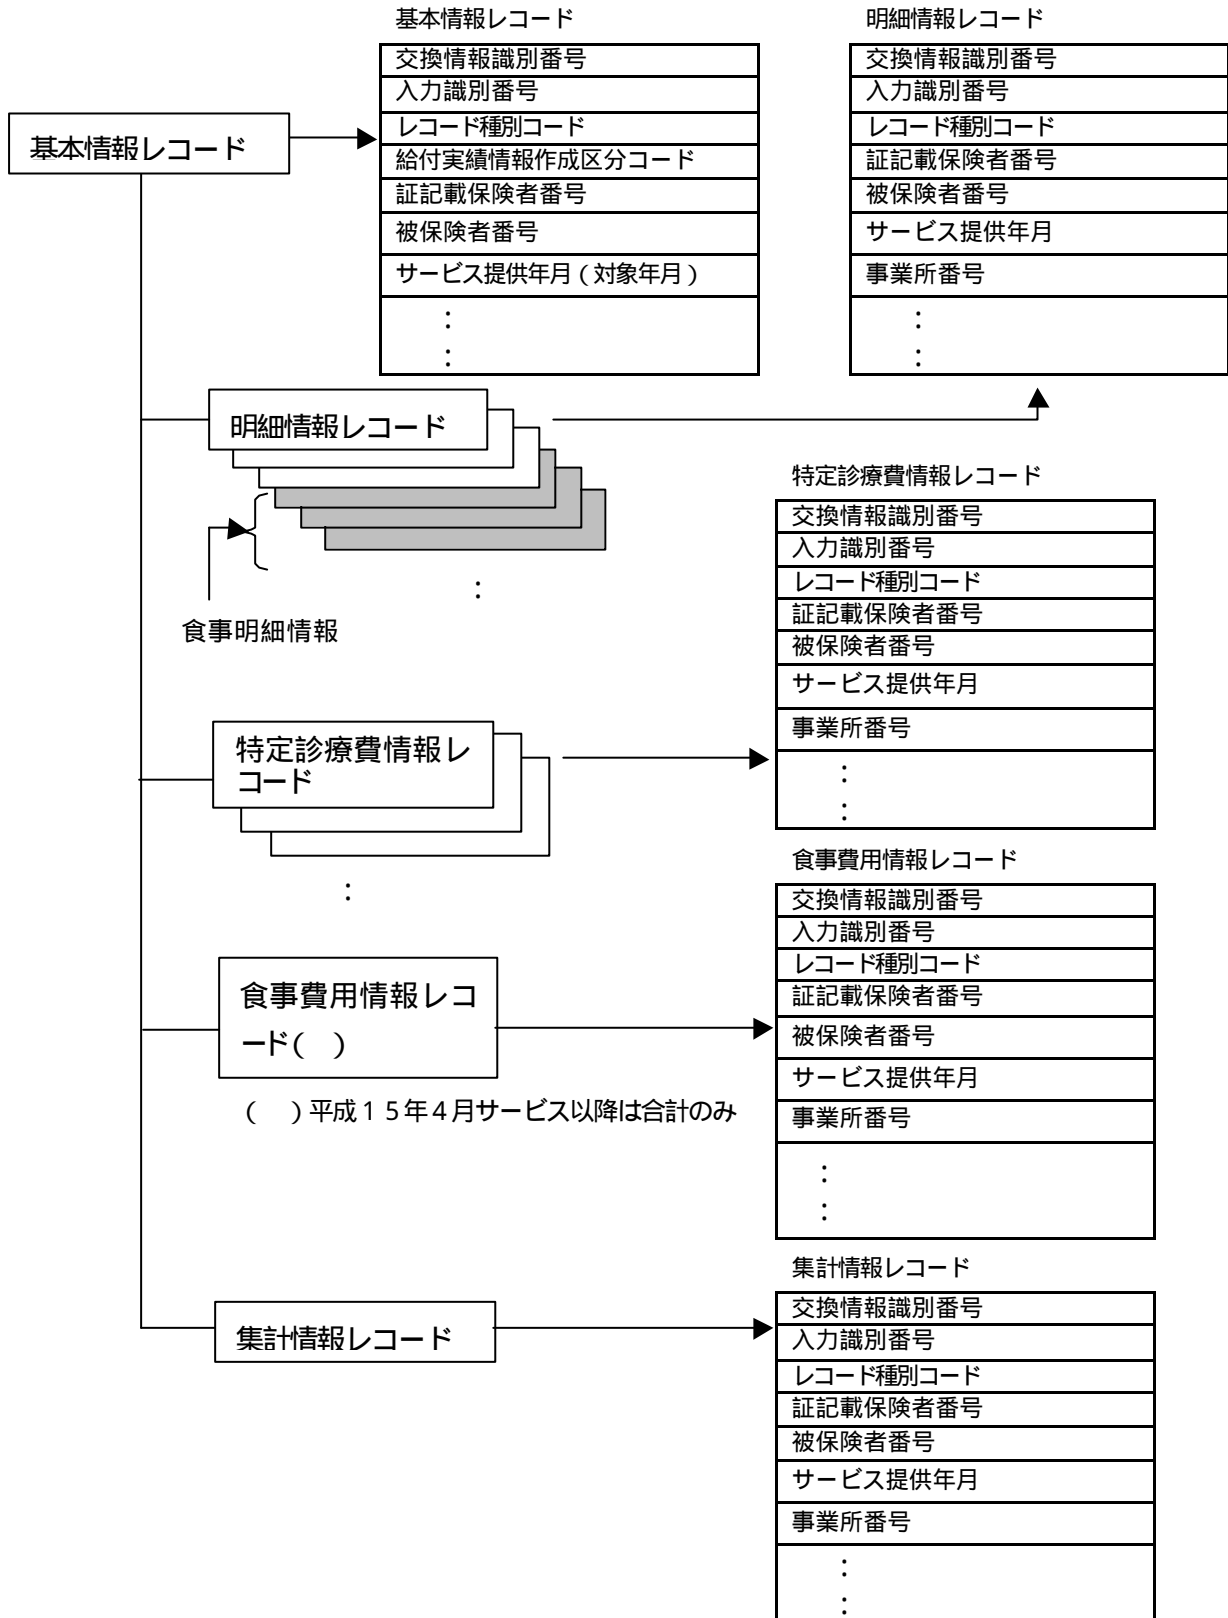 基本情報レコード
基本情報レコード
交換情報識別番号
入力識別番号
レコード種別コード
給付実績情報作成区分コード
証記載保険者番号
被保険者番号
サービス提供年月(対象年月)
:
:
明細情報レコード
交換情報識別番号
入力識別番号
レコード種別コード
証記載保険者番号
被保険者番号
サービス提供年月
事業所番号
:
:
明細情報レコード
:
食事明細情報
特定診療費情報レコード
交換情報識別番号
入力識別番号
レコード種別コード
証記載保険者番号
被保険者番号
サービス提供年月
事業所番号
:
:
特定診療費情報レ
コード
:
食事費用情報レコード
交換情報識別番号
入力識別番号
レコード種別コード
証記載保険者番号
被保険者番号
サービス提供年月
事業所番号
:
:
食事費用情報レコ
ード( )
( )平成15年4月サービス以降は合計のみ
集計情報レコード
集計情報レコード
交換情報識別番号
入力識別番号
レコード種別コード
証記載保険者番号
被保険者番号
サービス提供年月
事業所番号
:
: